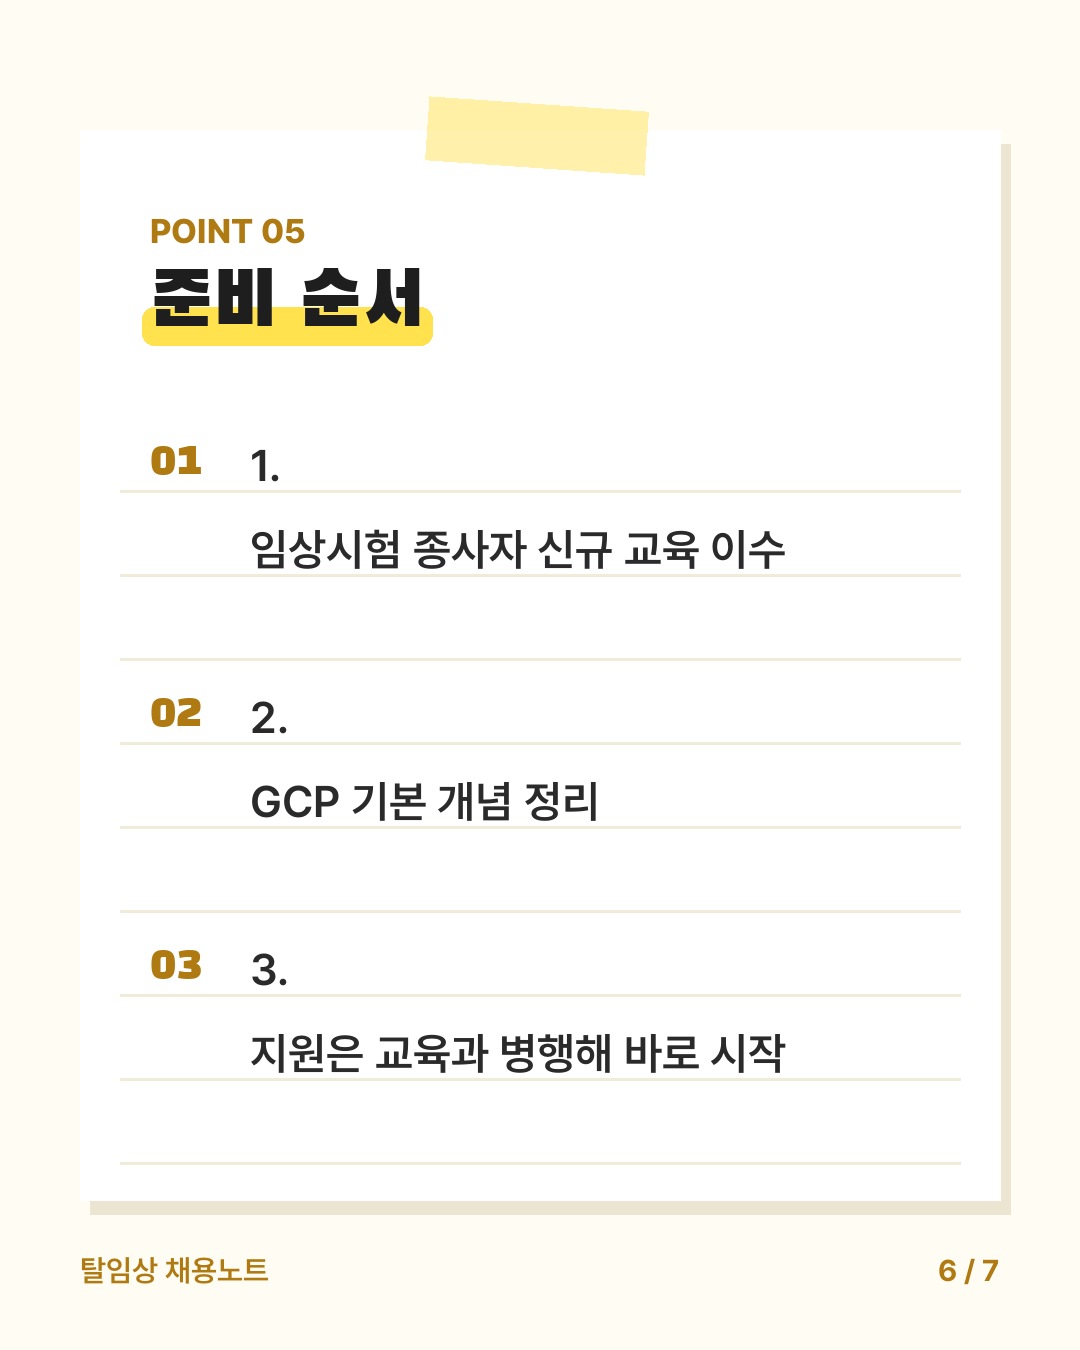 POINT 05
준비 순서
01 1.
임상시험 종사자 신규 교육 이수
02 2.
GCP 기본 개념 정리
03 3.
지원은 교육과 병행해 바로 시작
탈임상 채용노트 6 / 7